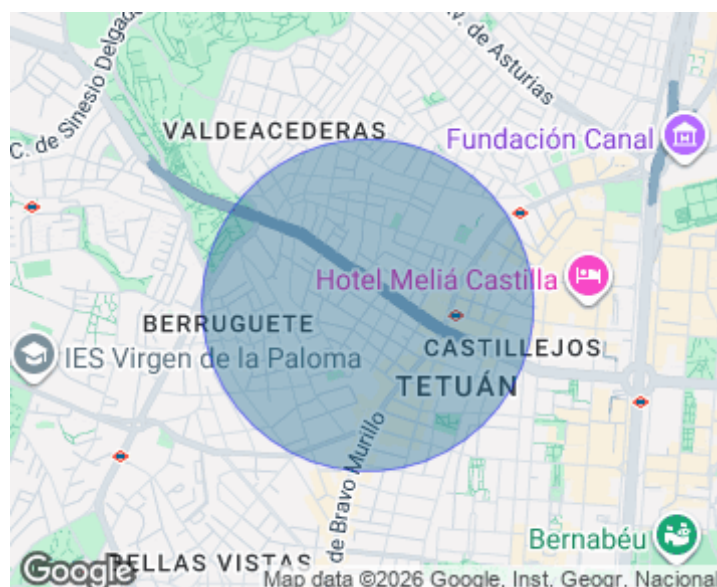 C. de Sinesio Delgado
v. de Asturias
VALDEACEDERAS
Fundación Canal
Hotel Meliá Castilla
BERRUGUETE
CASTILLEJOS
IES Virgen de la Paloma
TETUÁN
de Bravo Murillo
Bernabéu
BELLAS VISTAS
Google
Map data ©2026 Google, Inst. Geogr. Nacional